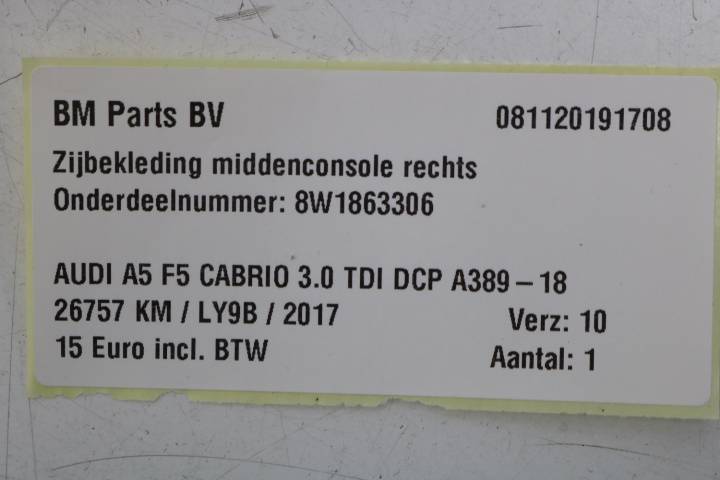 BM Parts BV 081120191708
Zijbekleding middenconsole rechts
Onderdeelnummer: 8W1863306
AUDI A5 F5 CABRIO 3.0 TDI DCP A389 – 18
26757 KM / LY9B / 2017 Verz: 10
15 Euro incl. BTW Aantal: 1